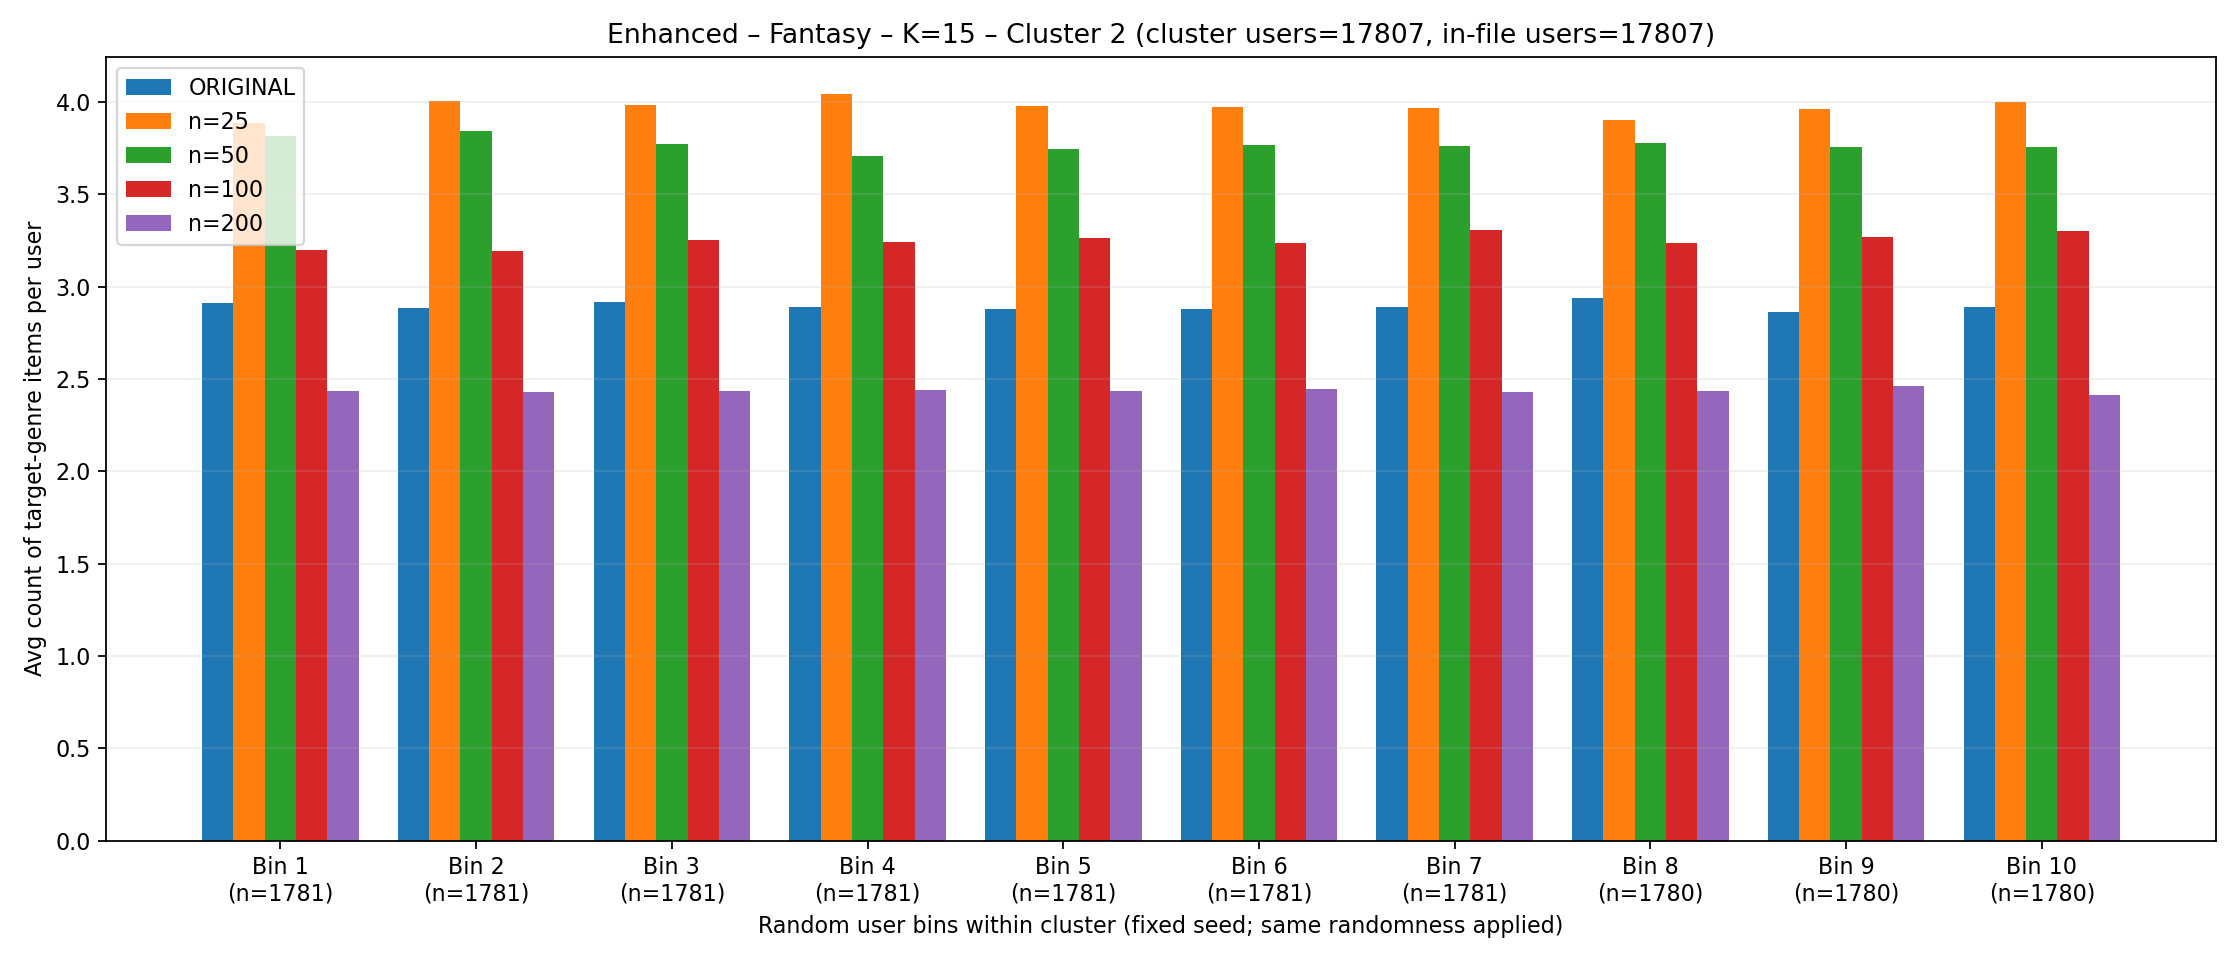 Enhanced – Fantasy – K=15 – Cluster 2 (cluster users=17807, in-file users=17807)
ORIGINAL
n=25
n=50
n=100
n=200
Avg count of target-genre items per user
4.0
3.5
3.0
2.5
2.0
1.5
1.0
0.5
0.0
Bin 1
(n=1781)
Bin 2
(n=1781)
Bin 3
(n=1781)
Bin 4
(n=1781)
Bin 5
(n=1781)
Bin 6
(n=1781)
Bin 7
(n=1781)
Bin 8
(n=1780)
Bin 9
(n=1780)
Bin 10
(n=1780)
Random user bins within cluster (fixed seed; same randomness applied)